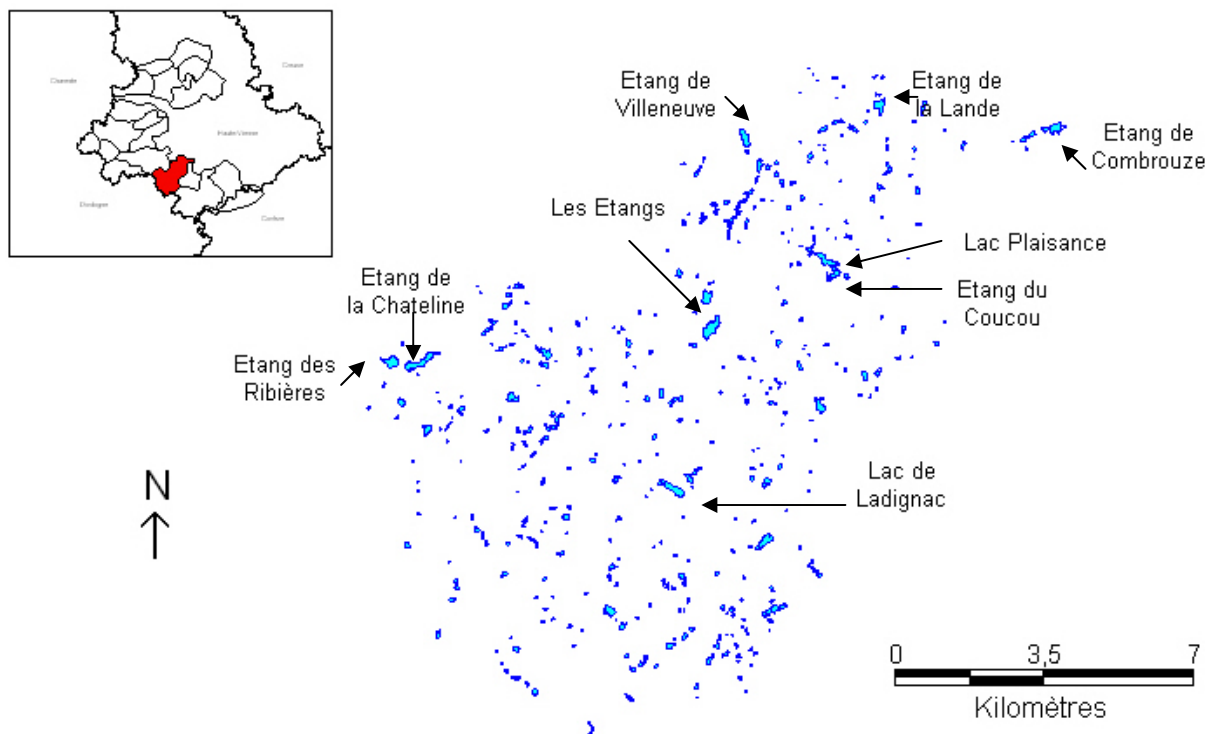 Charente
Creuse
Haute-Vienne
Dordogne
Corrèze
Etang de
Villeneuve
Etang de
la Lande
Etang de
Combrouze
Les Etangs
Lac Plaisance
Etang du
Coucou
Etang de
la Chateline
Etang des
Ribières
Lac de
Ladignac
N
0 3,5 7
Kilomètres